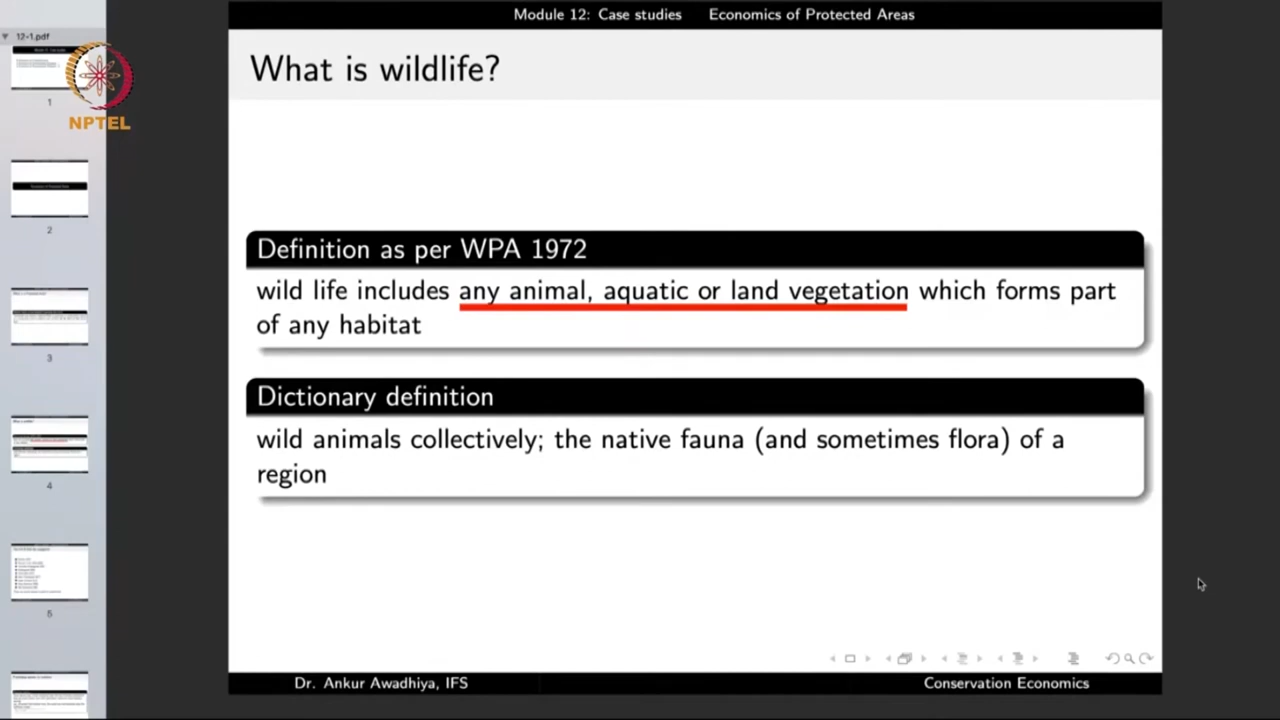 Module 12: Case studies Economics of Protected Areas
12-1.pdf
NPTEL
What is wildlife?
Definition as per WPA 1972
wild life includes any animal, aquatic or land vegetation which forms part
of any habitat
Dictionary definition
wild animals collectively; the native fauna (and sometimes flora) of a
region
1
2
3
4
5
Dr. Ankur Awadhiya, IFS
Conservation Economics